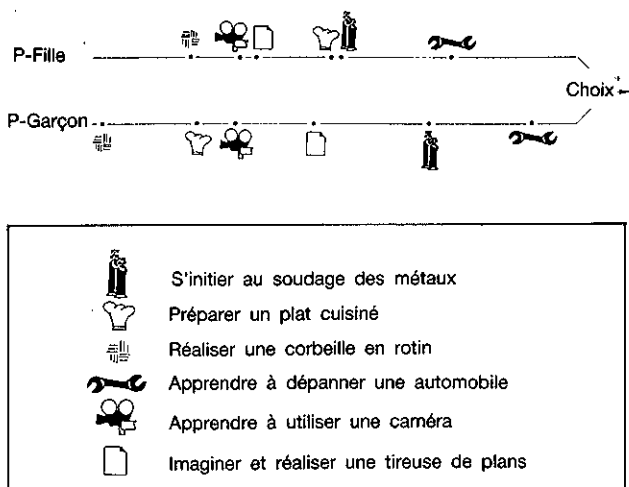 P-Fille
Choix +
P-Garçon
S'initier au soudage des métaux
Préparer un plat cuisiné
Réaliser une corbeille en rotin
Apprendre à dépanner une automobile
Apprendre à utiliser une caméra
Imaginer et réaliser une tireuse de plans